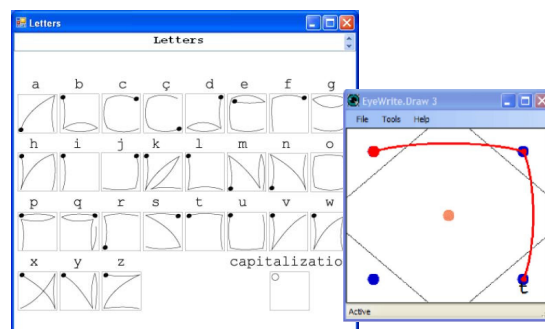 Letters
Letters
a b c ç d e f g
h i j k l m n o
p q r s t u v w
x y z capitalizatio
EyeWrite.Draw 3
File Tools Help
t
Active